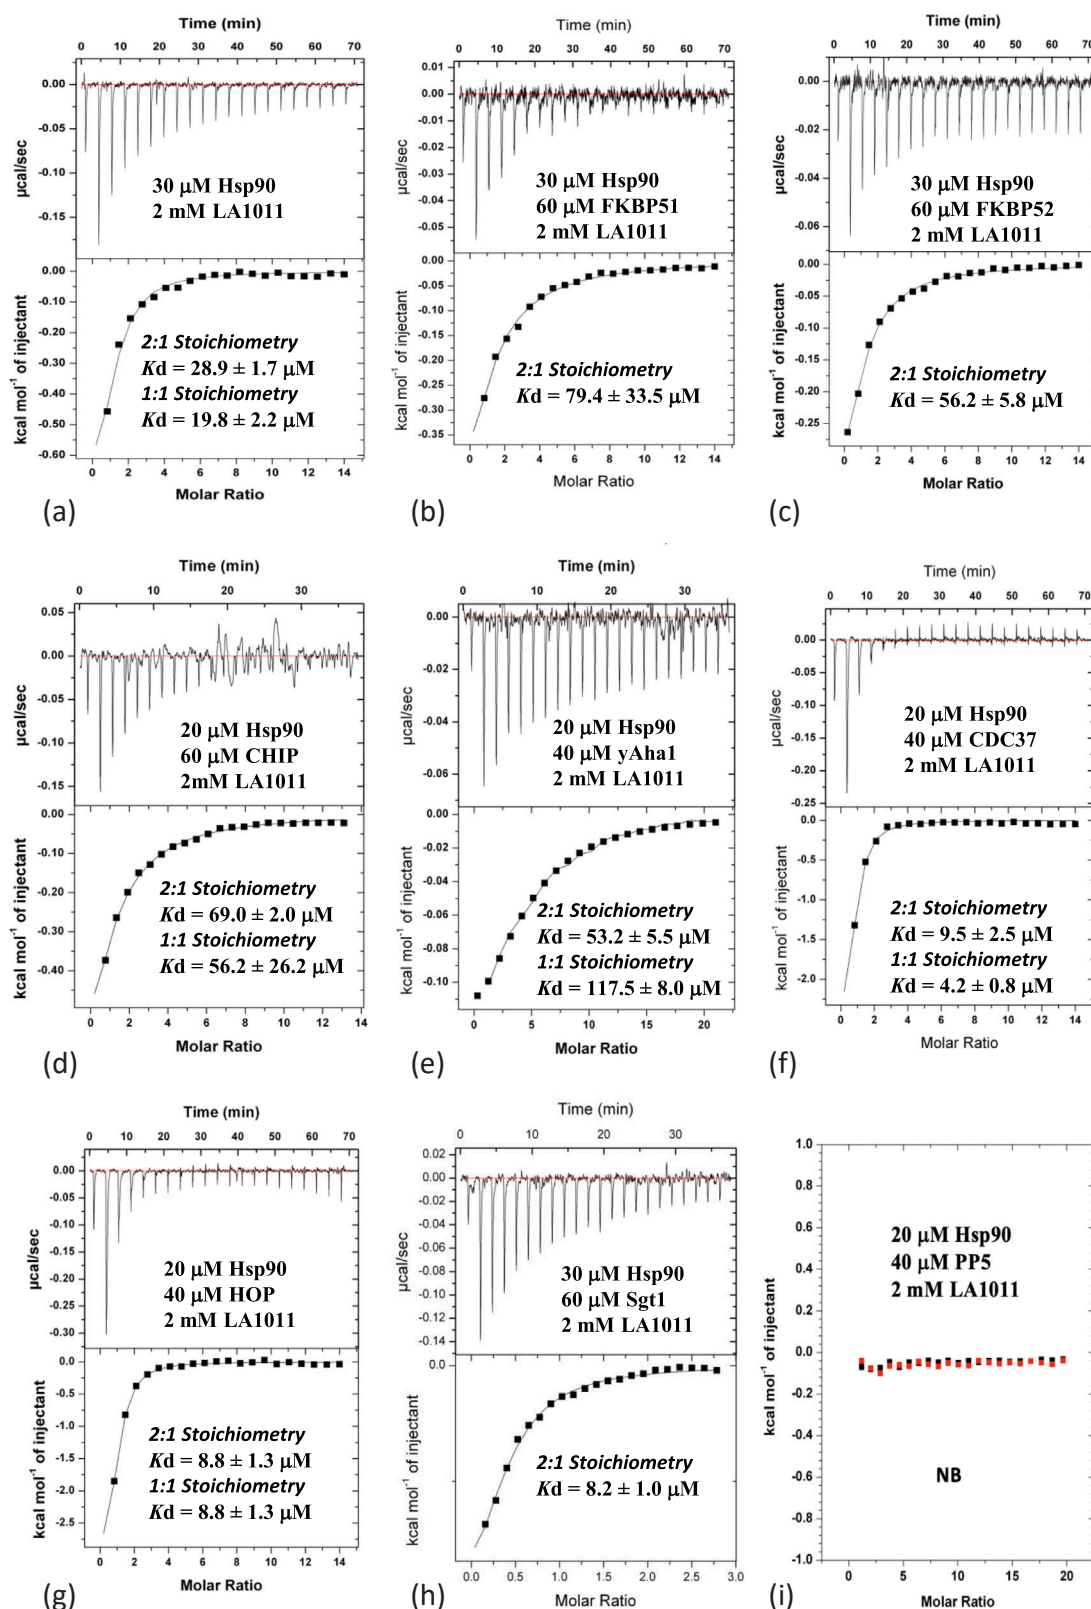 Time (min)
0 10 20 30 40 50 60 70
0.00
-0.05
-0.10
-0.15
µcal/sec
30 µM Hsp90
2 mM LA1011
0.00
-0.10
-0.20
-0.30
-0.40
-0.50
-0.60
kcal mol⁻¹ of injectant
2:1 Stoichiometry
Kd = 28.9 ± 1.7 µM
1:1 Stoichiometry
Kd = 19.8 ± 2.2 µM
0 2 4 6 8 10 12 14
Molar Ratio
(a)
Time (min)
0 10 20 30 40 50 60 70
0.01
0.00
-0.01
-0.02
-0.03
-0.04
-0.05
µcal/sec
30 µM Hsp90
60 µM FKBP51
2 mM LA1011
0.00
-0.05
-0.10
-0.15
-0.20
-0.25
-0.30
-0.35
kcal mol⁻¹ of injectant
2:1 Stoichiometry
Kd = 79.4 ± 33.5 µM
0 2 4 6 8 10 12 14
Molar Ratio
(b)
Time (min)
0 10 20 30 40 50 60 70
0.00
-0.02
-0.04
-0.06
µcal/sec
30 µM Hsp90
60 µM FKBP52
2 mM LA1011
0.00
-0.05
-0.10
-0.15
-0.20
-0.25
kcal mol⁻¹ of injectant
2:1 Stoichiometry
Kd = 56.2 ± 5.8 µM
0 2 4 6 8 10 12 14
Molar Ratio
(c)
Time (min)
0 10 20 30
0.05
0.00
-0.05
-0.10
-0.15
µcal/sec
20 µM Hsp90
60 µM CHIP
2mM LA1011
0.00
-0.10
-0.20
-0.30
-0.40
kcal mol⁻¹ of injectant
2:1 Stoichiometry
Kd = 69.0 ± 2.0 µM
1:1 Stoichiometry
Kd = 56.2 ± 26.2 µM
0 2 4 6 8 10 12 14
Molar Ratio
(d)
Time (min)
0 10 20 30
0.00
-0.02
-0.04
-0.06
µcal/sec
20 µM Hsp90
40 µM yAha1
2 mM LA1011
0.00
-0.02
-0.04
-0.06
-0.08
-0.10
kcal mol⁻¹ of injectant
2:1 Stoichiometry
Kd = 53.2 ± 5.5 µM
1:1 Stoichiometry
Kd = 117.5 ± 8.0 µM
0 5 10 15 20
Molar Ratio
(e)
Time (min)
0 10 20 30 40 50 60 70
0.05
0.00
-0.05
-0.10
-0.15
-0.20
-0.25
µcal/sec
20 µM Hsp90
40 µM CDC37
2 mM LA1011
0.0
-0.5
-1.0
-1.5
-2.0
kcal mol⁻¹ of injectant
2:1 Stoichiometry
Kd = 9.5 ± 2.5 µM
1:1 Stoichiometry
Kd = 4.2 ± 0.8 µM
0 2 4 6 8 10 12 14
Molar Ratio
(f)
Time (min)
0 10 20 30 40 50 60 70
0.00
-0.05
-0.10
-0.15
-0.20
-0.25
-0.30
µcal/sec
20 µM Hsp90
40 µM HOP
2 mM LA1011
0.0
-0.5
-1.0
-1.5
-2.0
-2.5
kcal mol⁻¹ of injectant
2:1 Stoichiometry
Kd = 8.8 ± 1.3 µM
1:1 Stoichiometry
Kd = 8.8 ± 1.3 µM
0 2 4 6 8 10 12 14
Molar Ratio
(g)
Time (min)
0 10 20 30
0.02
0.00
-0.02
-0.04
-0.06
-0.08
-0.10
-0.12
-0.14
µcal/sec
30 µM Hsp90
60 µM Sgt1
2 mM LA1011
0.0
kcal mol⁻¹ of injectant
2:1 Stoichiometry
Kd = 8.2 ± 1.0 µM
0.0 0.5 1.0 1.5 2.0 2.5 3.0
Molar Ratio
(h)
1.0
0.8
0.6
0.4
0.2
0.0
-0.2
-0.4
-0.6
-0.8
-1.0
kcal mol⁻¹ of injectant
20 µM Hsp90
40 µM PP5
2 mM LA1011
NB
0 5 10 15 20
Molar Ratio
(i)